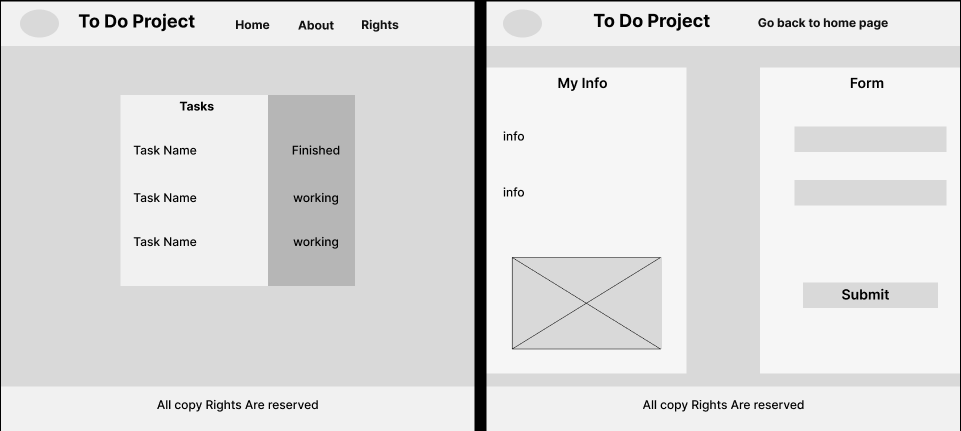 To Do Project
Home About Rights
Tasks
Task Name Finished
Task Name working
Task Name working
All copy Rights Are reserved
To Do Project
Go back to home page
My Info
info
info
Form
Submit
All copy Rights Are reserved